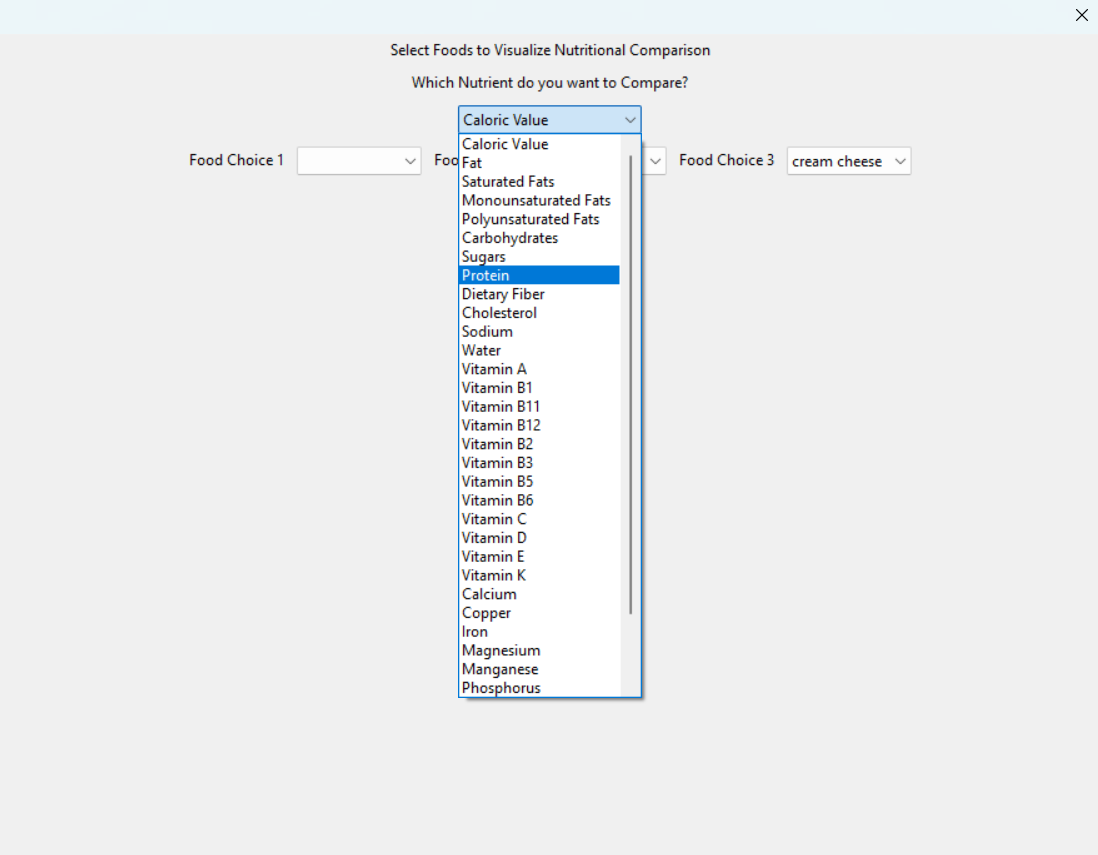 Select Foods to Visualize Nutritional Comparison
Which Nutrient do you want to Compare?
Caloric Value
Food Choice 1
Foo
Food Choice 3
cream cheese
Caloric Value
Fat
Saturated Fats
Monounsaturated Fats
Polyunsaturated Fats
Carbohydrates
Sugars
Protein
Dietary Fiber
Cholesterol
Sodium
Water
Vitamin A
Vitamin B1
Vitamin B11
Vitamin B12
Vitamin B2
Vitamin B3
Vitamin B5
Vitamin B6
Vitamin C
Vitamin D
Vitamin E
Vitamin K
Calcium
Copper
Iron
Magnesium
Manganese
Phosphorus